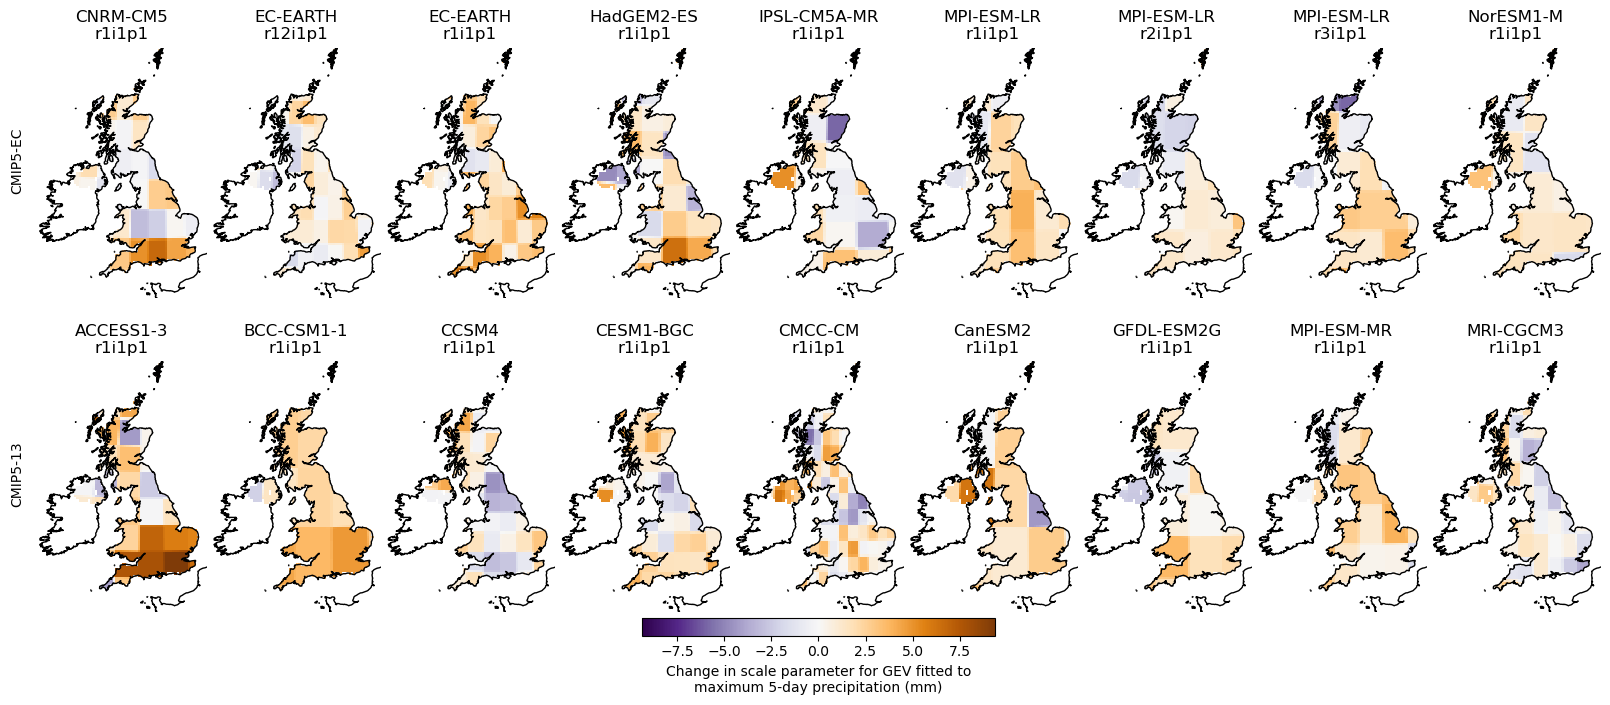 CNRM-CM5 EC-EARTH EC-EARTH HadGEM2-ES IPSL-CM5A-MR MPI-ESM-LR MPI-ESM-LR MPI-ESM-LR NorESM1-M
r1i1p1 r12i1p1 r1i1p1 r1i1p1 r1i1p1 r1i1p1 r2i1p1 r3i1p1 r1i1p1
CMIP5-EC
ACCESS1-3 BCC-CSM1-1 CCSM4 CESM1-BGC CMCC-CM CanESM2 GFDL-ESM2G MPI-ESM-MR MRI-CGCM3
r1i1p1 r1i1p1 r1i1p1 r1i1p1 r1i1p1 r1i1p1 r1i1p1 r1i1p1 r1i1p1
CMIP5-13
−7.5 −5.0 −2.5 0.0 2.5 5.0 7.5
Change in scale parameter for GEV fitted to
maximum 5-day precipitation (mm)